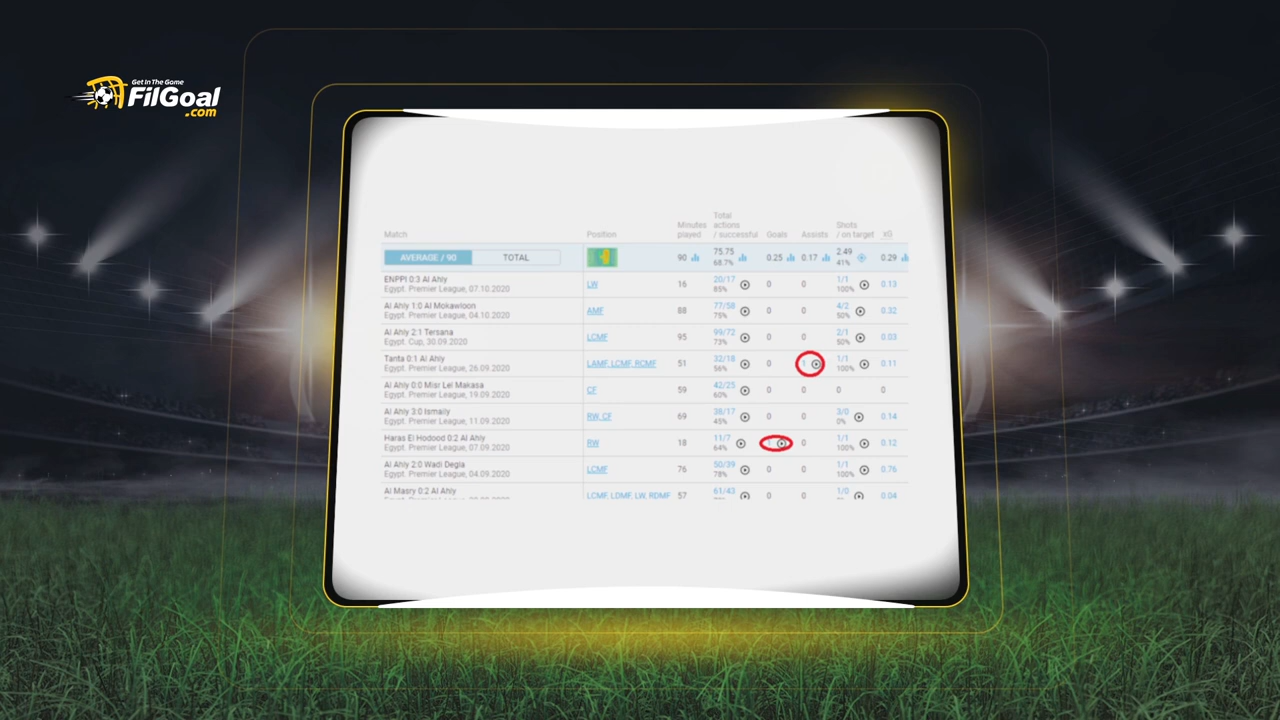 Get In The Game
FilGoal
.com
Match Position Minutes played Total actions / successful Goals Assists Shots / on target xG
AVERAGE / 90 TOTAL 90 75.75 68.7% 0.25 0.17 2.49 41% 0.29
ENPPI 0:3 Al Ahly
Egypt. Premier League, 07.10.2020 LW 16 20/17 85% 0 0 1/1 100% 0.13
Al Ahly 1:0 Al Mokawloon
Egypt. Premier League, 04.10.2020 AMF 88 77/58 75% 0 0 4/2 50% 0.32
Al Ahly 2:1 Tersana
Egypt. Cup, 30.09.2020 LCMF 95 99/72 73% 0 0 2/1 50% 0.03
Tanta 0:1 Al Ahly
Egypt. Premier League, 26.09.2020 LAMF, LCMF, RCMF 51 32/18 56% 0 1 1/1 100% 0.11
Al Ahly 0:0 Misr Lel Makasa
Egypt. Premier League, 19.09.2020 CF 59 42/25 60% 0 0 0 0
Al Ahly 3:0 Ismaily
Egypt. Premier League, 11.09.2020 RW, CF 69 38/17 45% 0 0 3/0 0% 0.14
Haras El Hodood 0:2 Al Ahly
Egypt. Premier League, 07.09.2020 RW 18 11/7 64% 0 1/1 100% 0.12
Al Ahly 2:0 Wadi Degla
Egypt. Premier League, 04.09.2020 LCMF 76 50/39 78% 0 0 1/1 100% 0.76
Al Masry 0:2 Al Ahly
LCMF, LDMF, LW, RDMF 57 61/43 0 0 1/0 0.04